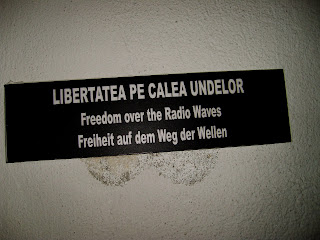 LIBERTATEA PE CALEA UNDELOR
Freedom over the Radio Waves
Freiheit auf dem Weg der Wellen